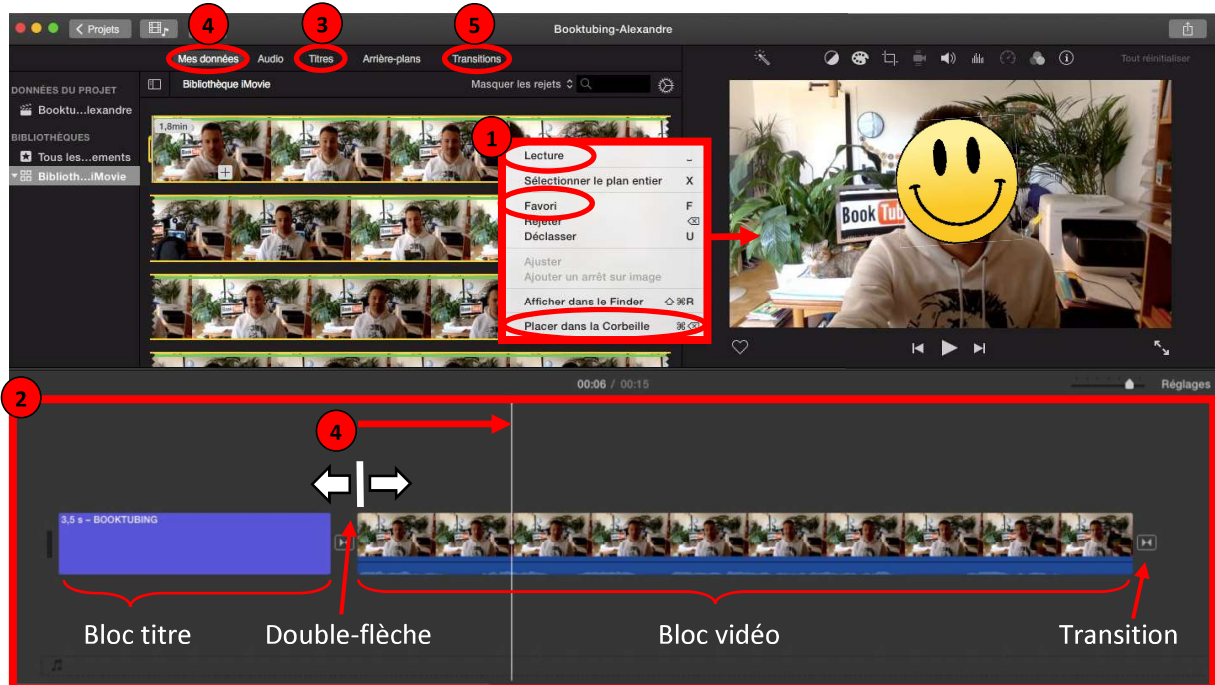 Projets
Booktubing-Alexandre
4
3
5
Mes données
Audio
Titres
Arrière-plans
Transitions
Tout réinitialiser
DONNÉES DU PROJET
Booktu...lexandre
BIBLIOTHÈQUES
Tous les...ements
Biblioth...iMovie
Bibliothèque iMovie
Masquer les rejets
1,8min
1
Lecture
Sélectionner le plan entier X
Favori F
Rejeter
Déclasser U
Ajuster
Ajouter un arrêt sur image
Afficher dans le Finder ⇧⌘R
Placer dans la Corbeille ⌘⌫
Book Tub
00:06 / 00:15
Réglages
2
4
3,5 s – BOOKTUBING
Bloc titre
Double-flèche
Bloc vidéo
Transition